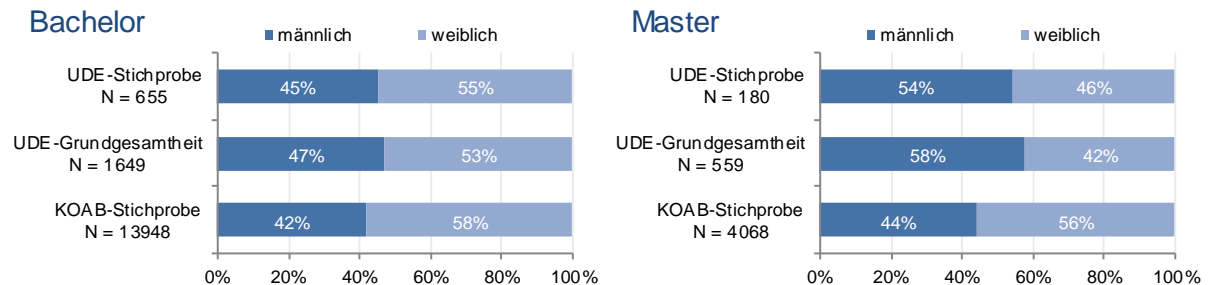 Bachelor
männlich weiblich
UDE-Stichprobe
N = 655
45% 55%
UDE-Grundgesamtheit
N = 1649
47% 53%
KOAB-Stichprobe
N = 13948
42% 58%
0% 20% 40% 60% 80% 100%
Master
männlich weiblich
UDE-Stichprobe
N = 180
54% 46%
UDE-Grundgesamtheit
N = 559
58% 42%
KOAB-Stichprobe
N = 4068
44% 56%
0% 20% 40% 60% 80% 100%